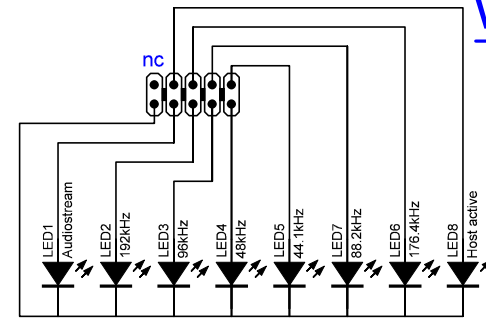 nc
LED1
Audiostream
LED2
192kHz
LED3
96kHz
LED4
48kHz
LED5
44.1kHz
LED7
88.2kHz
LED6
176.4kHz
LED8
Host active